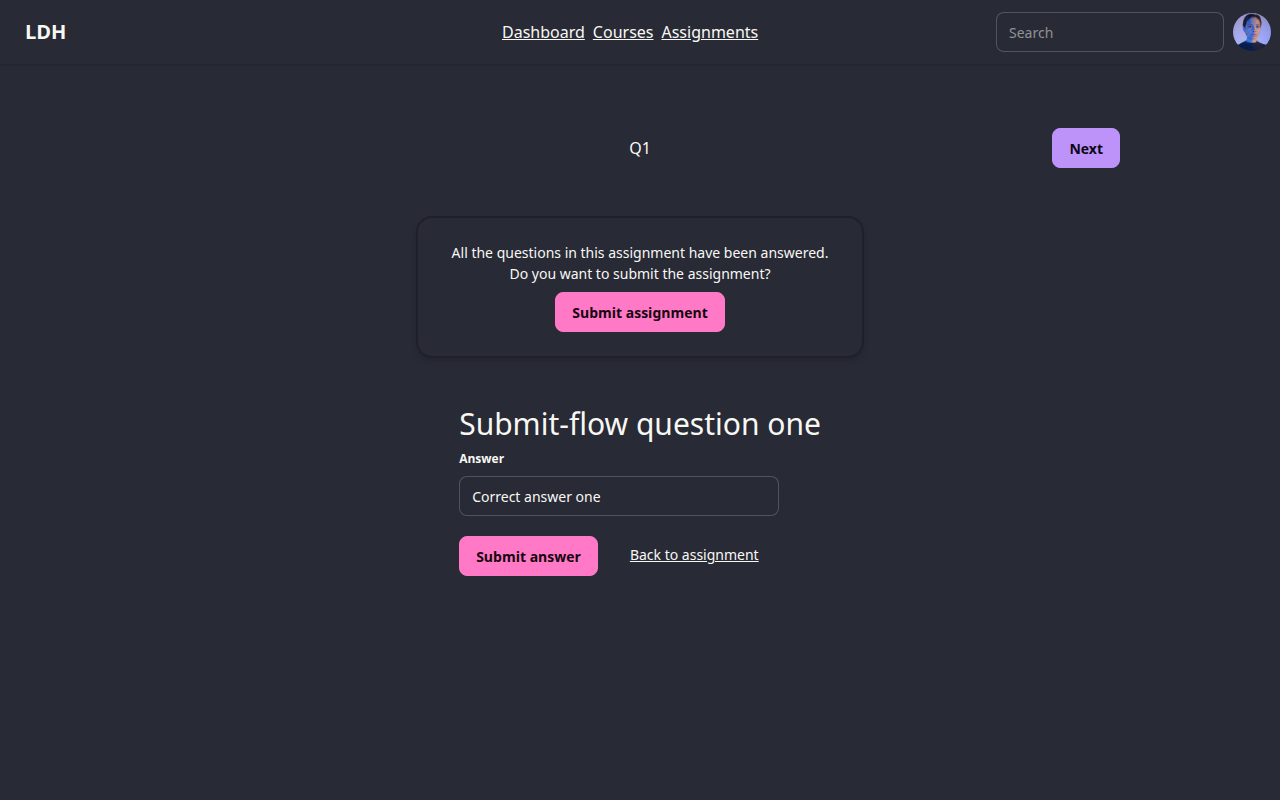 LDH
Dashboard Courses Assignments
Search
Q1
Next
All the questions in this assignment have been answered.
Do you want to submit the assignment?
Submit assignment
Submit-flow question one
Answer
Correct answer one
Submit answer
Back to assignment